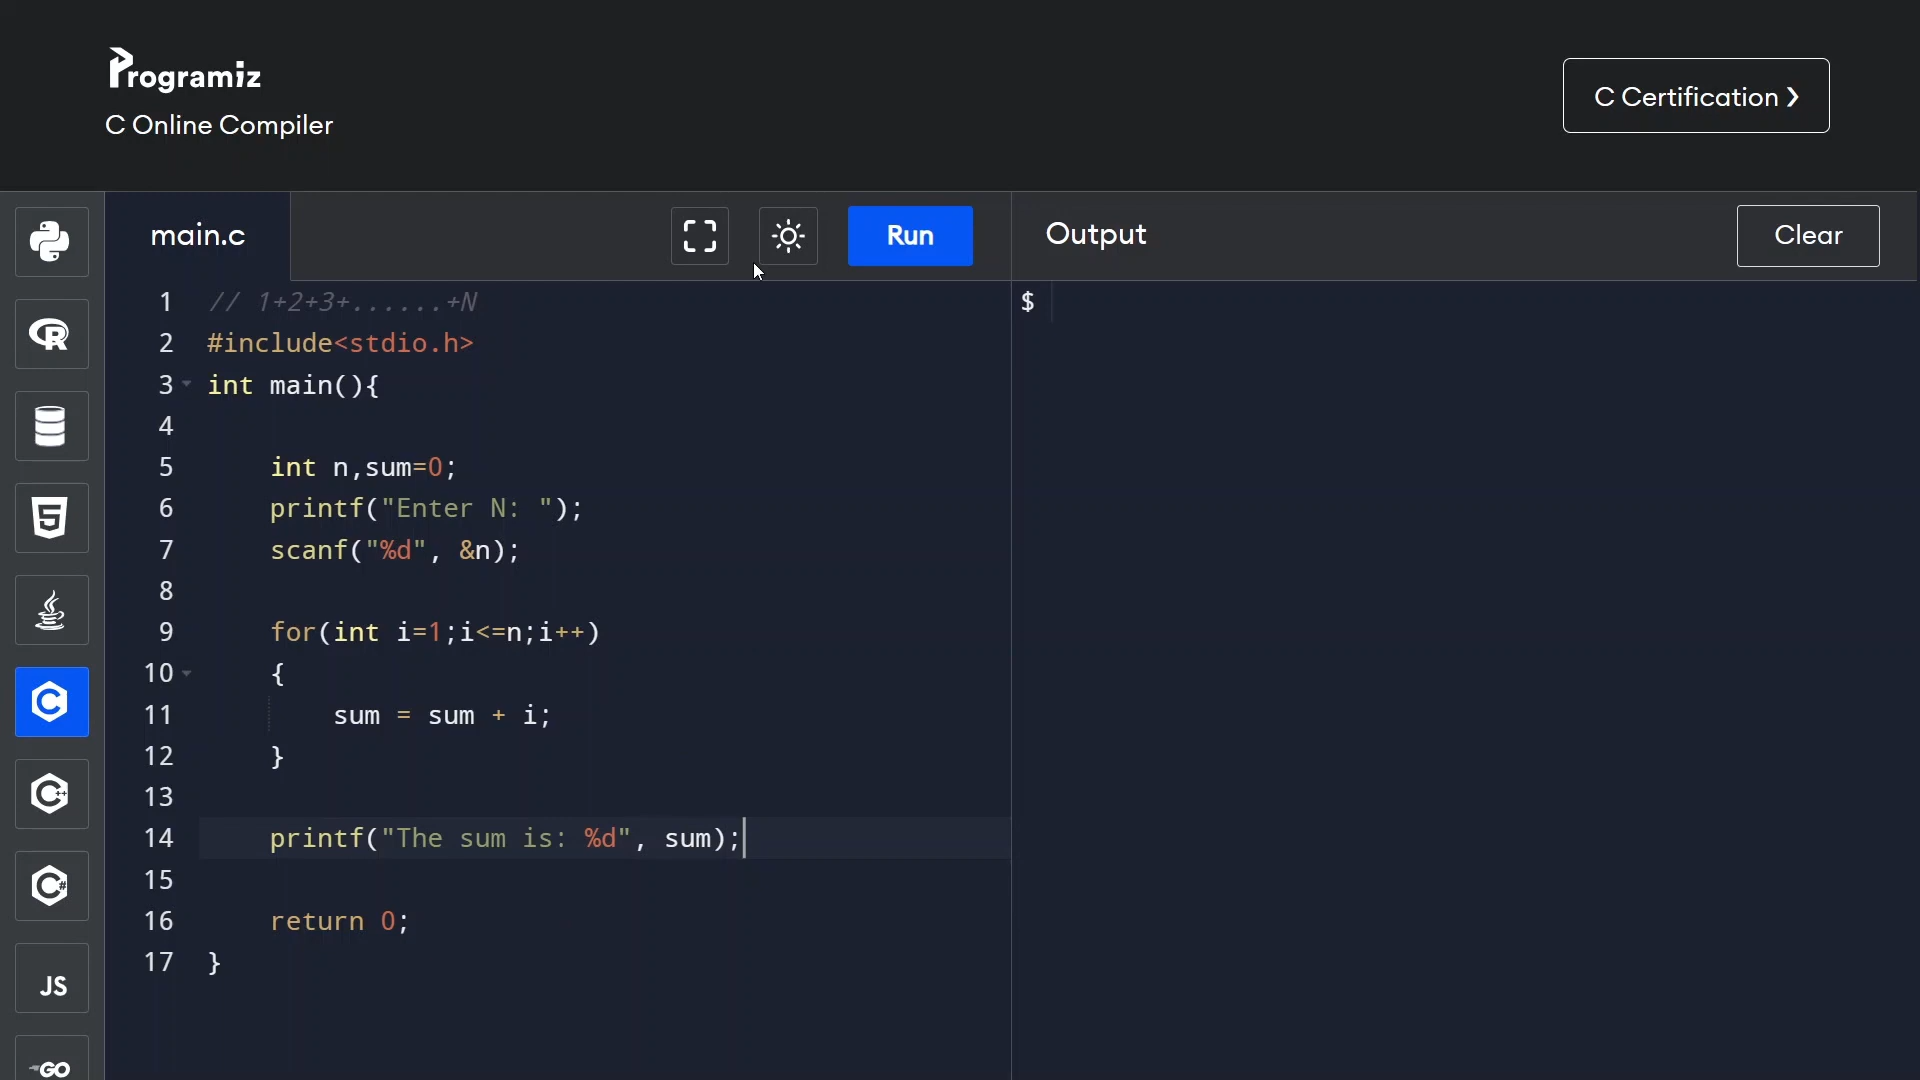 Programiz
C Online Compiler
C Certification ❯
main.c
Run
Output
Clear
1 // 1+2+3+......+N
2 #include<stdio.h>
3 int main(){
4
5     int n,sum=0;
6     printf("Enter N: ");
7     scanf("%d", &n);
8
9     for(int i=1;i<=n;i++)
10     {
11         sum = sum + i;
12     }
13
14     printf("The sum is: %d", sum);
15
16     return 0;
17 }
$
R
5
C
C++
C#
JS
GO